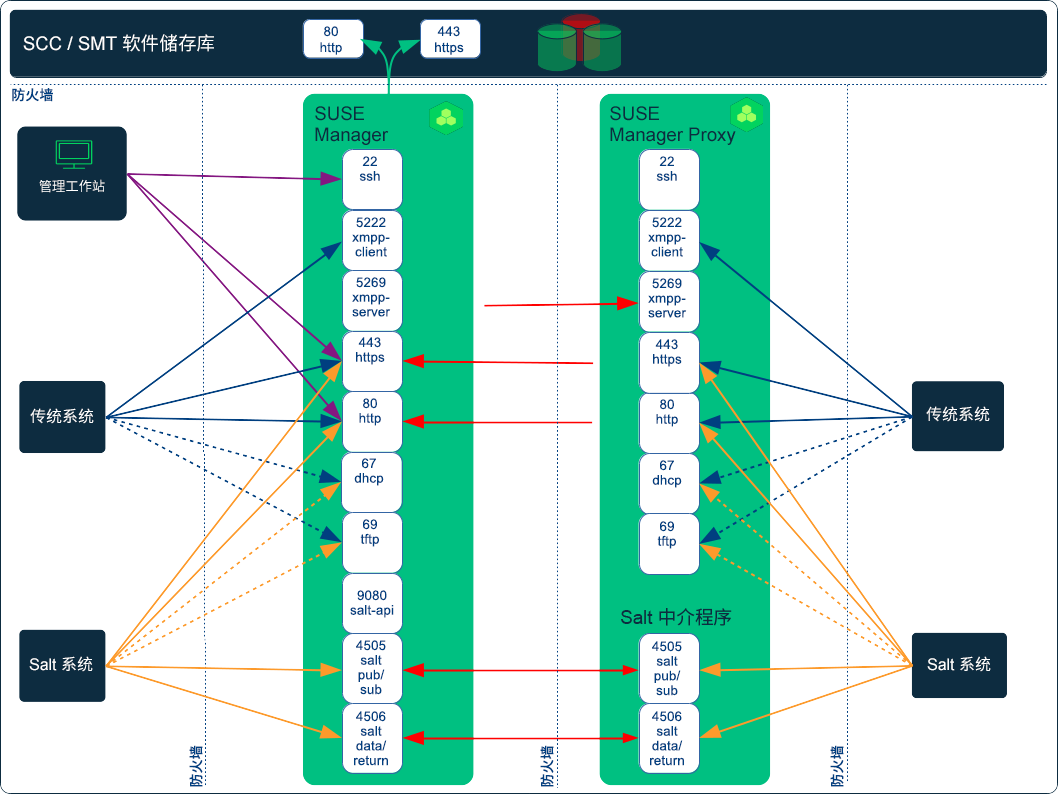 SCC / SMT 软件储存库
80
http
443
https
防火墙
SUSE
Manager
SUSE
Manager Proxy
管理工作站
传统系统
Salt 系统
22
ssh
5222
xmpp-
client
5269
xmpp-
server
443
https
80
http
67
dhcp
69
tftp
9080
salt-api
4505
salt
pub/
sub
4506
salt
data/
return
22
ssh
5222
xmpp-
client
5269
xmpp-
server
443
https
80
http
67
dhcp
69
tftp
Salt 中介程序
4505
salt
pub/
sub
4506
salt
data/
return
传统系统
Salt 系统
防火墙
防火墙
防火墙